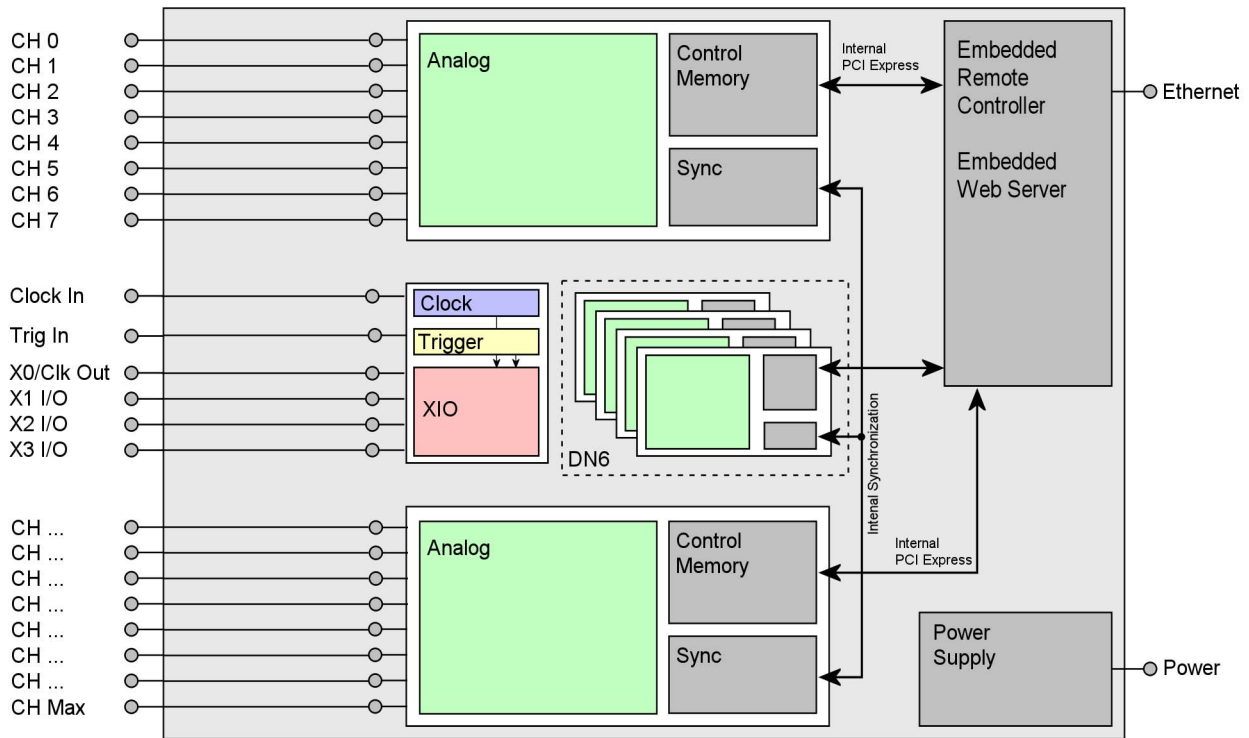 CH 0
CH 1
CH 2
CH 3
CH 4
CH 5
CH 6
CH 7
Analog
Control
Memory
Sync
Internal
PCI Express
Embedded
Remote
Controller
Embedded
Web Server
Ethernet
Clock In
Trig In
X0/Clk Out
X1 I/O
X2 I/O
X3 I/O
Clock
Trigger
XIO
DN6
Intenal Synchronization
CH ...
CH ...
CH ...
CH ...
CH ...
CH ...
CH ...
CH Max
Analog
Control
Memory
Sync
Internal
PCI Express
Power
Supply
Power